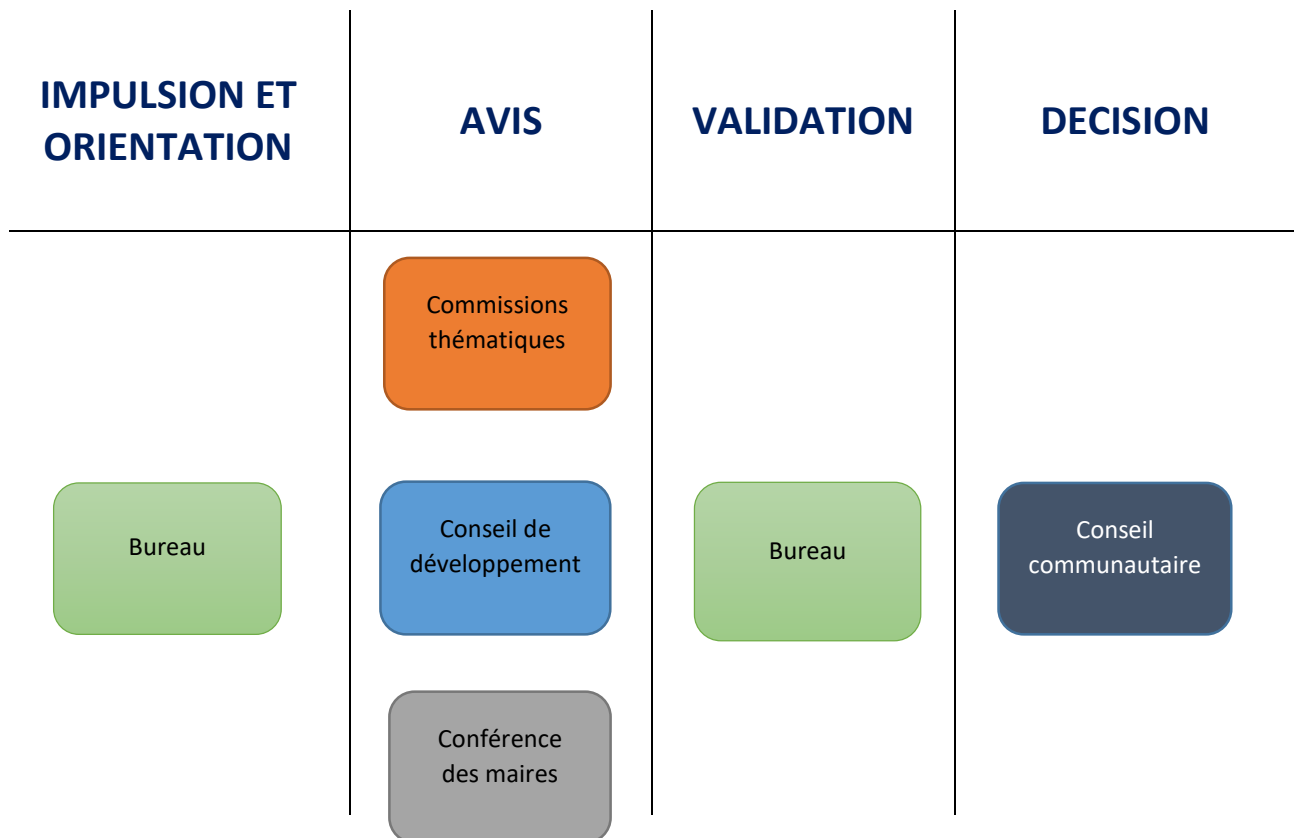 IMPULSION ET
ORIENTATION
AVIS
VALIDATION
DECISION
Commissions
thématiques
Bureau
Conseil de
développement
Bureau
Conseil
communautaire
Conférence
des maires